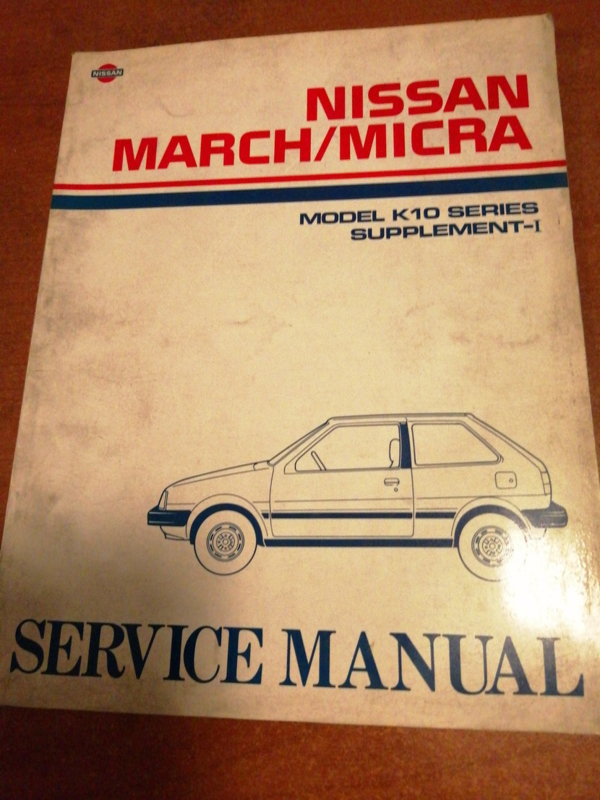 NISSAN
NISSAN
MARCH/MICRA
MODEL K10 SERIES
SUPPLEMENT-I
SERVICE MANUAL